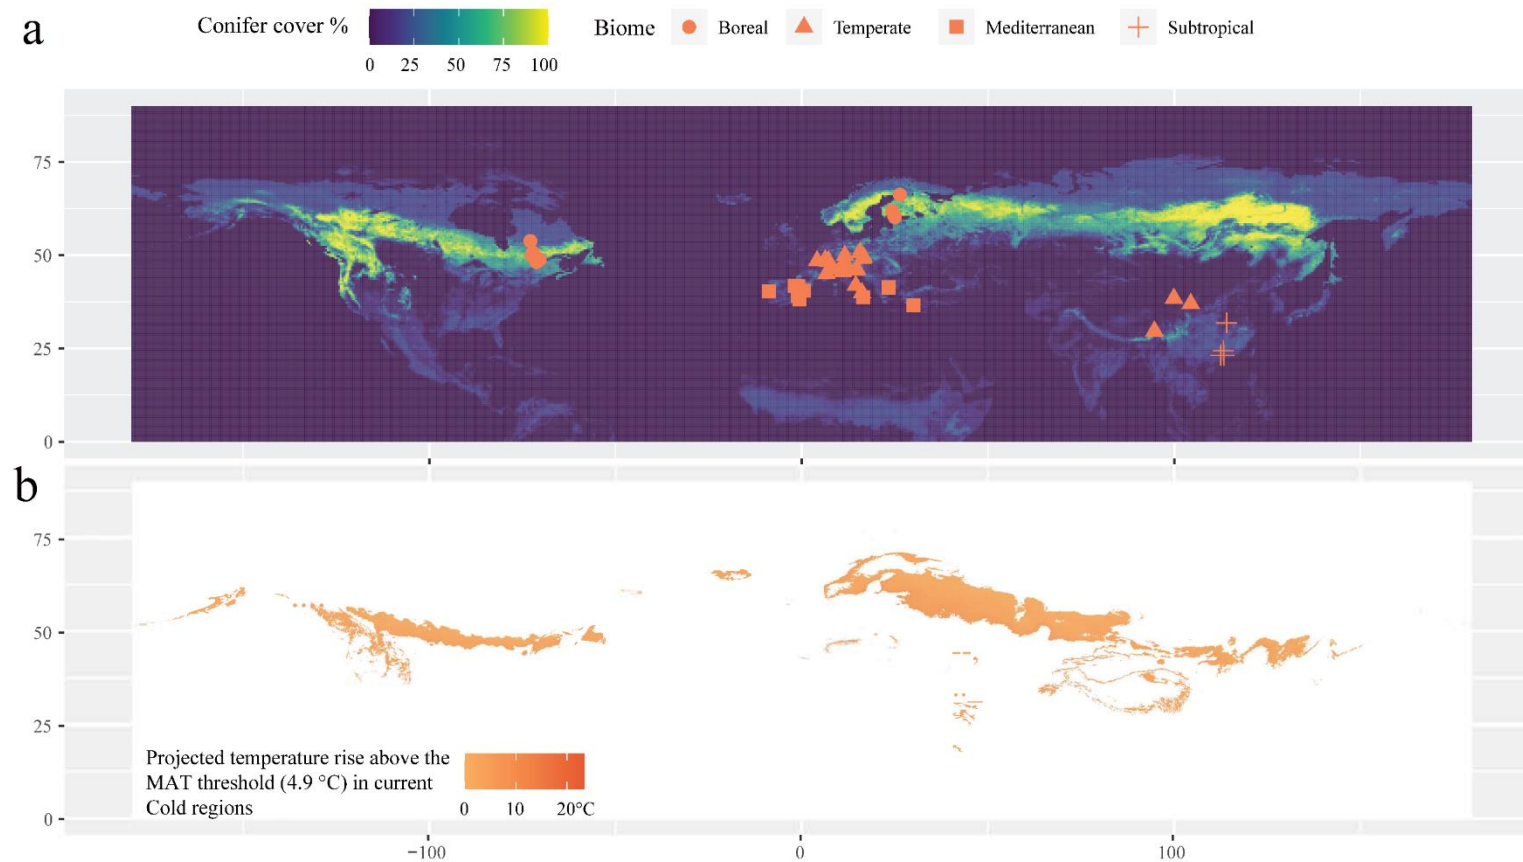 a
Conifer cover %
0 25 50 75 100
Biome Boreal Temperate Mediterranean Subtropical
75
50
25
0
b
75
50
25
0
Projected temperature rise above the
MAT threshold (4.9 °C) in current
Cold regions
0 10 20°C
−100 0 100